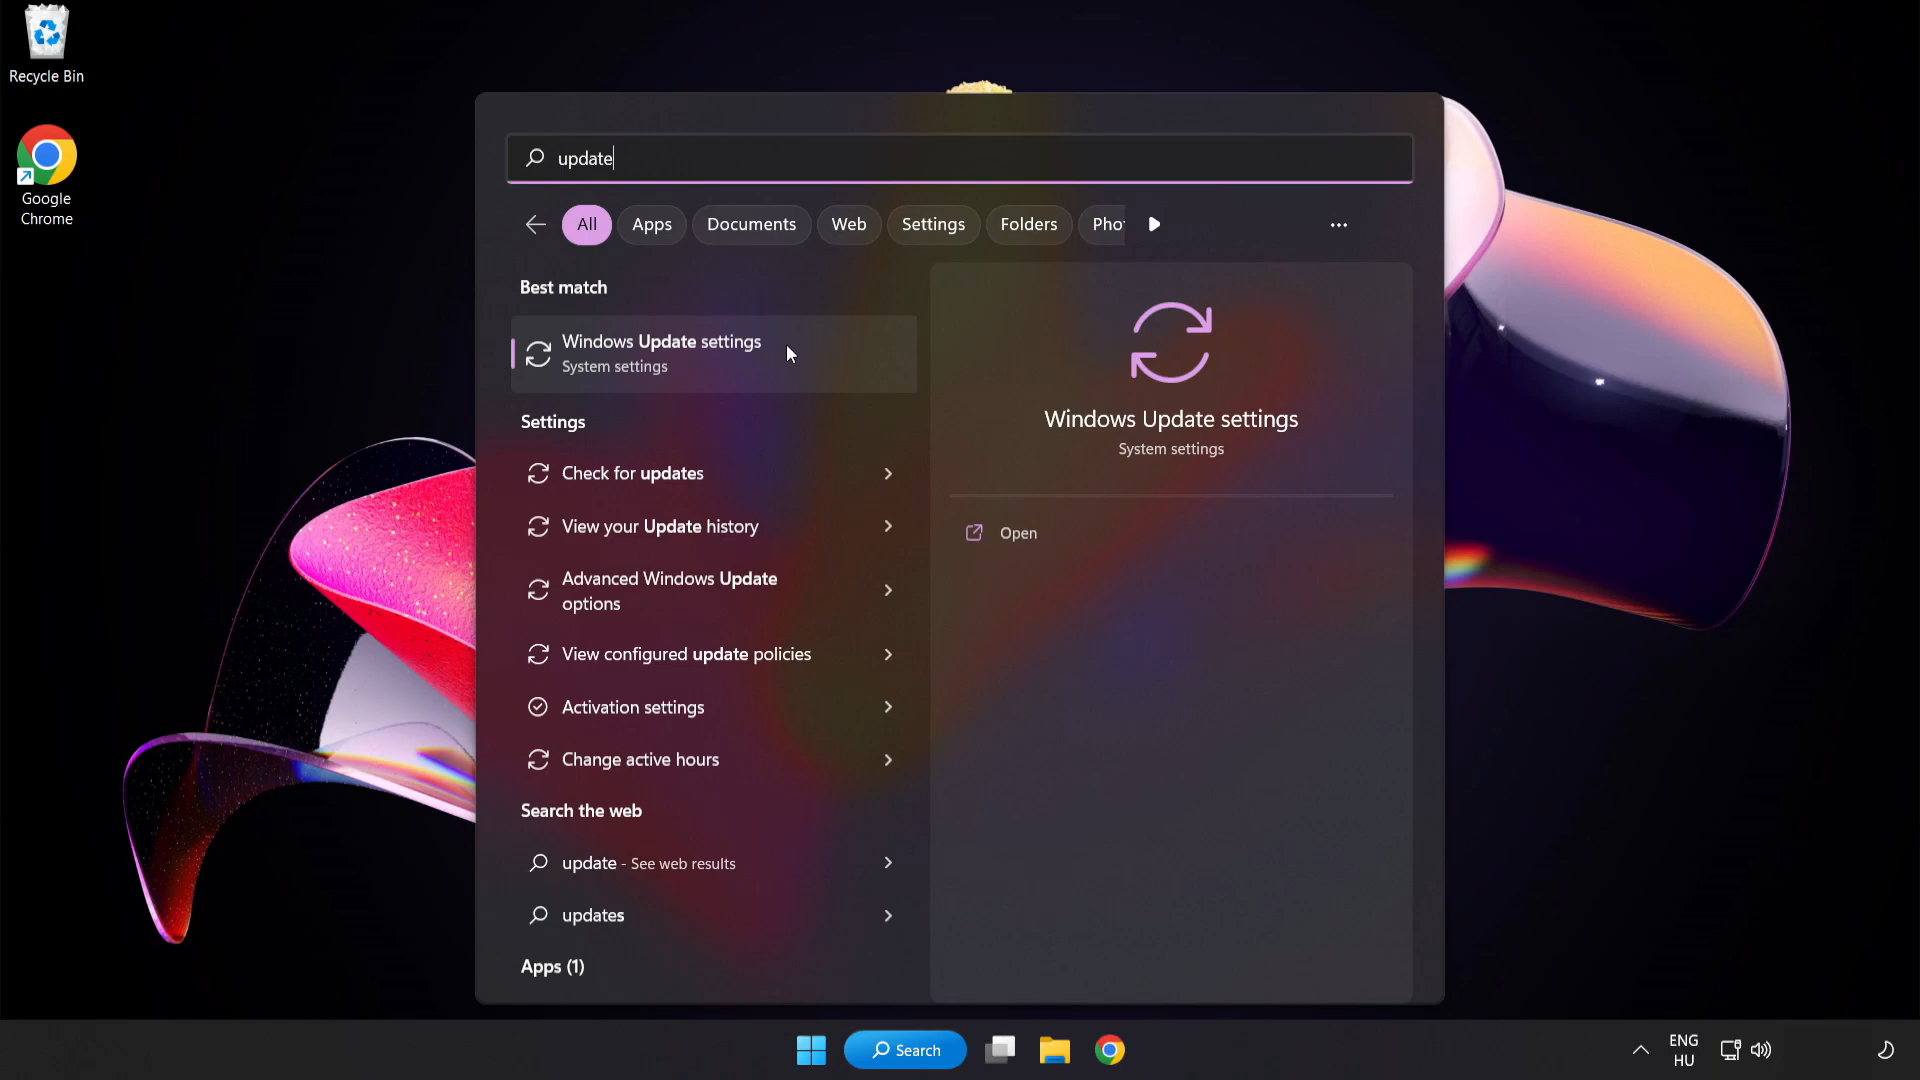 Recycle Bin
Google
Chrome
update
All
Apps
Documents
Web
Settings
Folders
Pho
Best match
Windows Update settings
System settings
Settings
Check for updates
View your Update history
Advanced Windows Update
options
View configured update policies
Activation settings
Change active hours
Search the web
update - See web results
updates
Apps (1)
Windows Update settings
System settings
Open
Search
ENG
HU